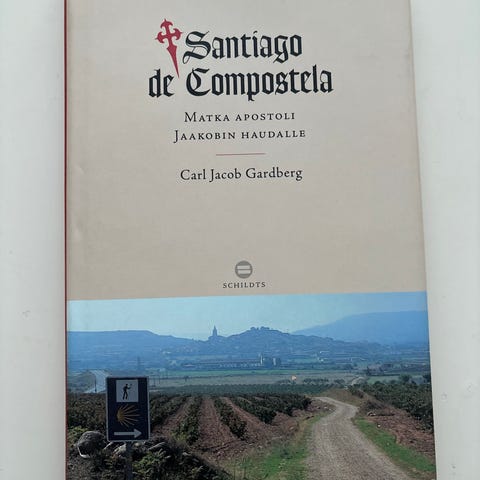 Santiago
de Compostela
Matka apostoli
Jaakobin haudalle
Carl Jacob Gardberg
SCHILDTS